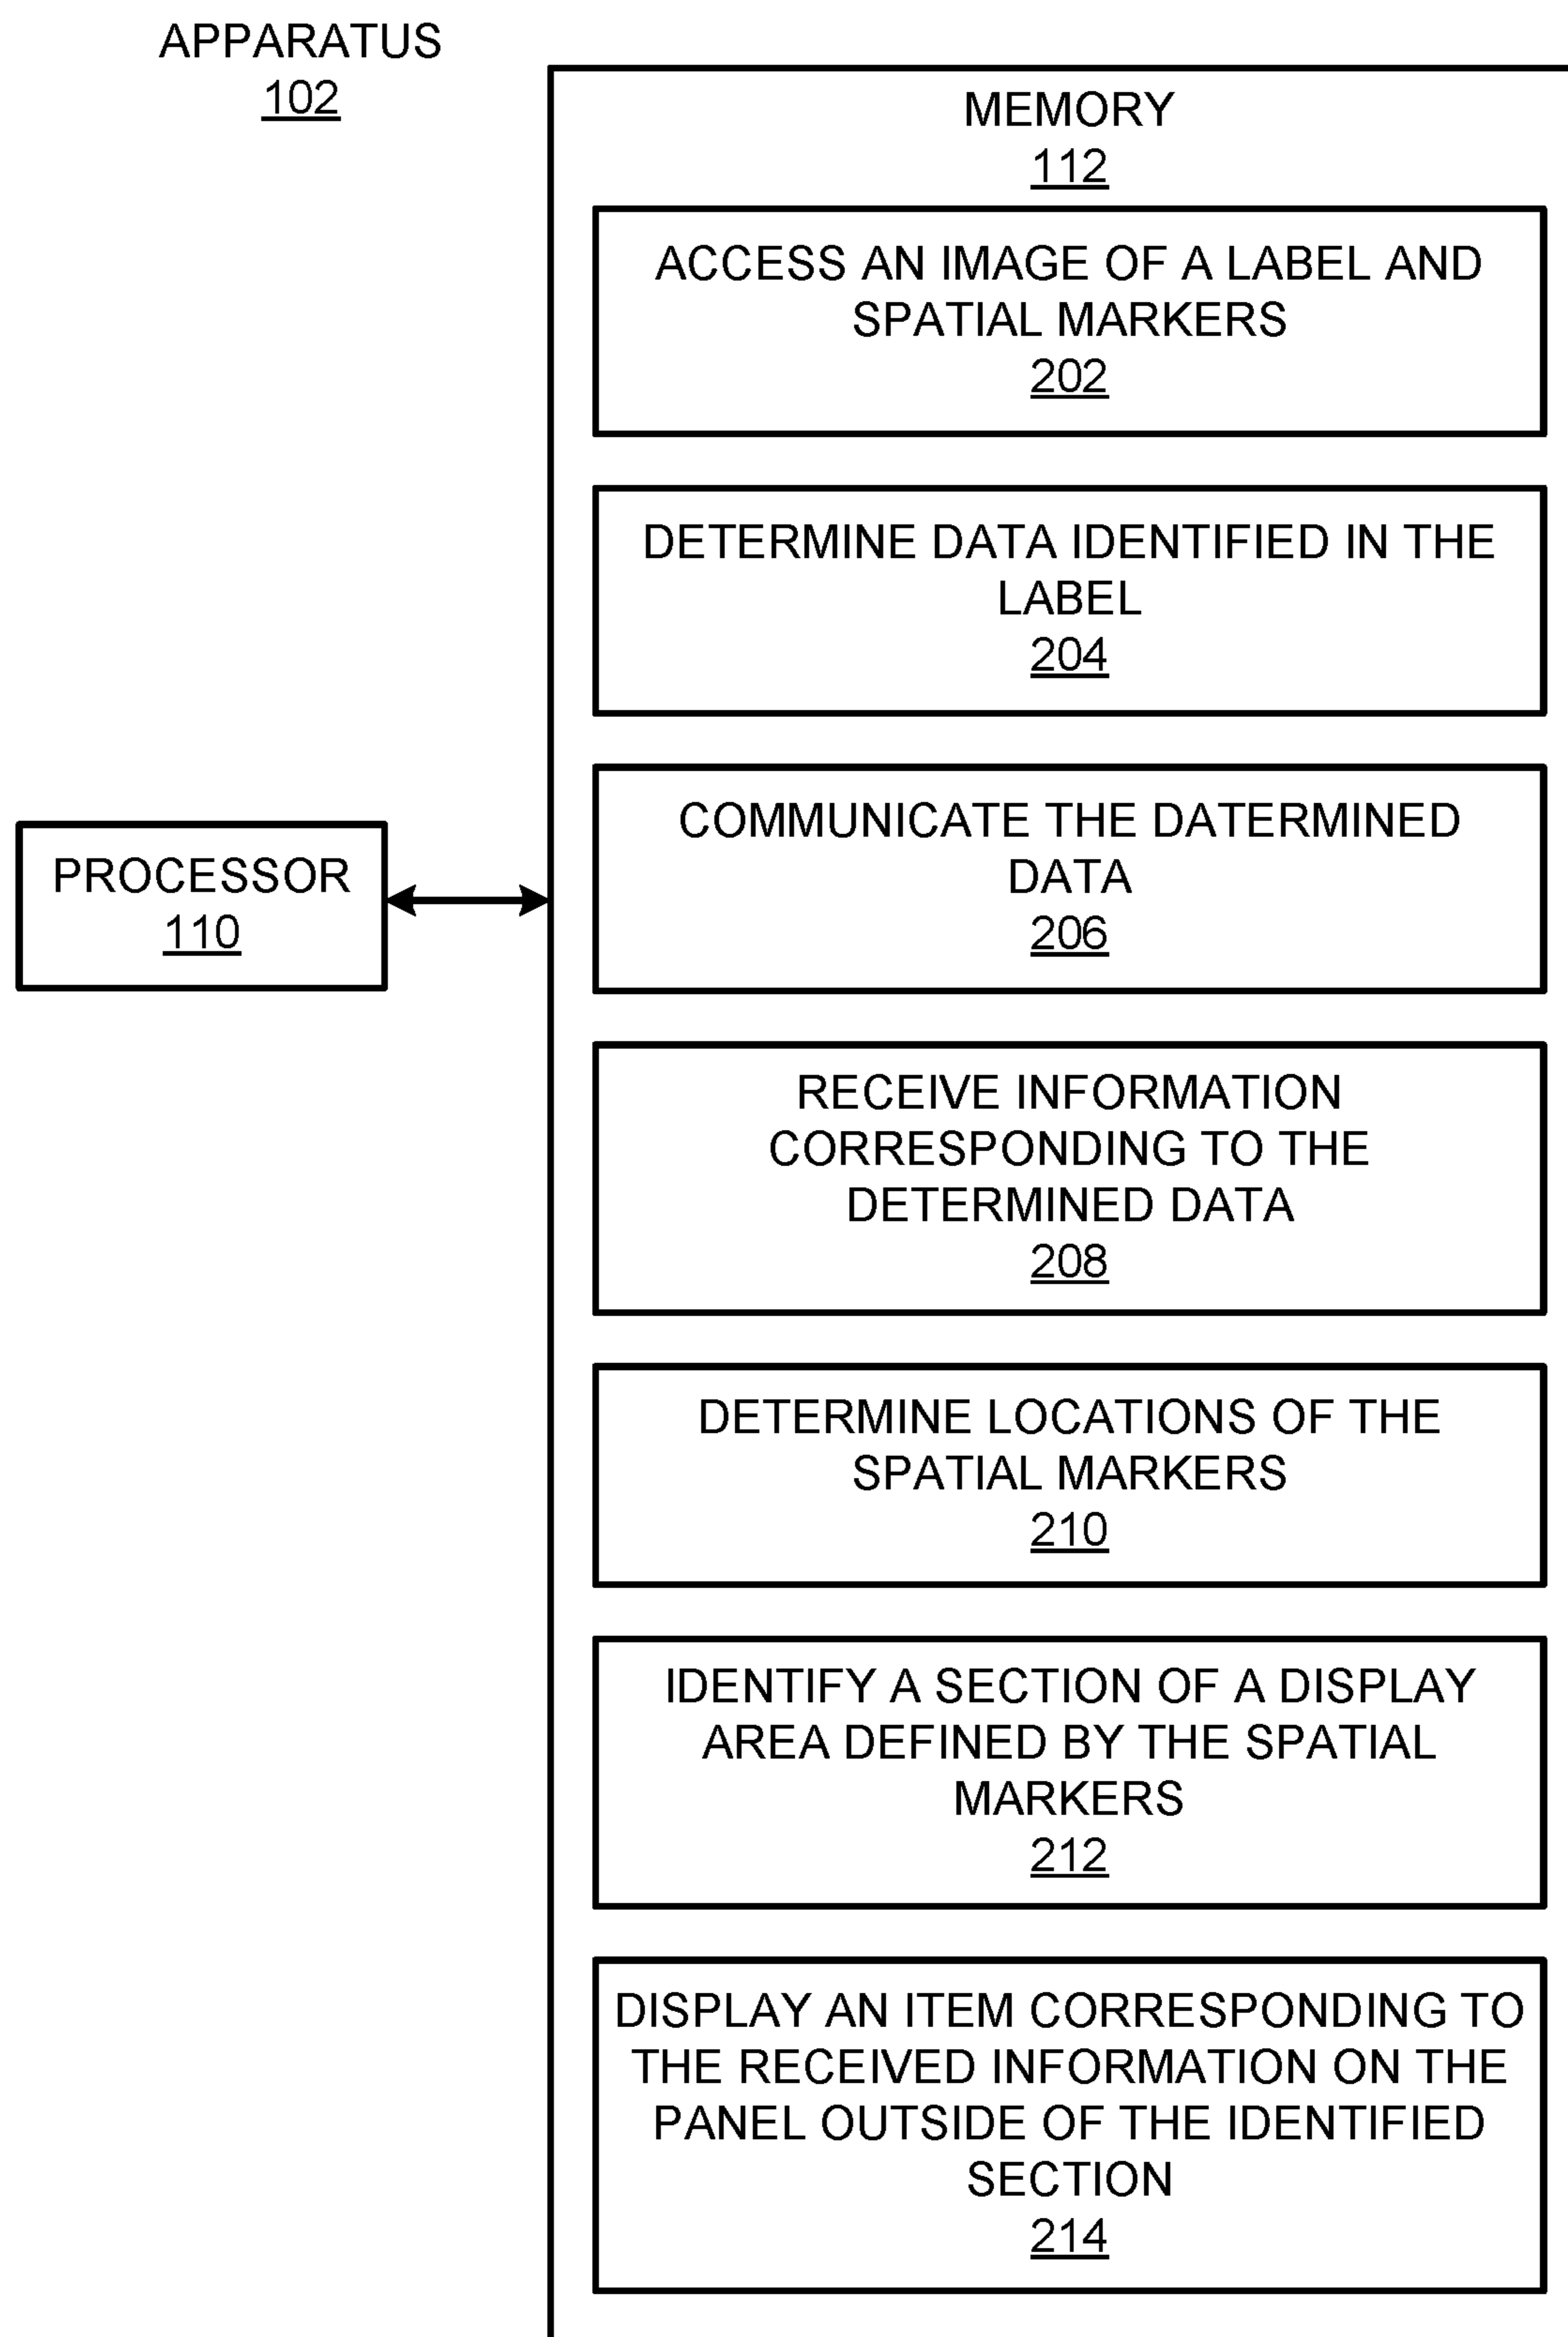 APPARATUS
102
MEMORY
112
ACCESS AN IMAGE OF A LABEL AND
SPATIAL MARKERS
202
DETERMINE DATA IDENTIFIED IN THE
LABEL
204
COMMUNICATE THE DATERMINED
DATA
206
PROCESSOR
110
RECEIVE INFORMATION
CORRESPONDING TO THE
DETERMINED DATA
208
DETERMINE LOCATIONS OF THE
SPATIAL MARKERS
210
IDENTIFY A SECTION OF A DISPLAY
AREA DEFINED BY THE SPATIAL
MARKERS
212
DISPLAY AN ITEM CORRESPONDING TO
THE RECEIVED INFORMATION ON THE
PANEL OUTSIDE OF THE IDENTIFIED
SECTION
214